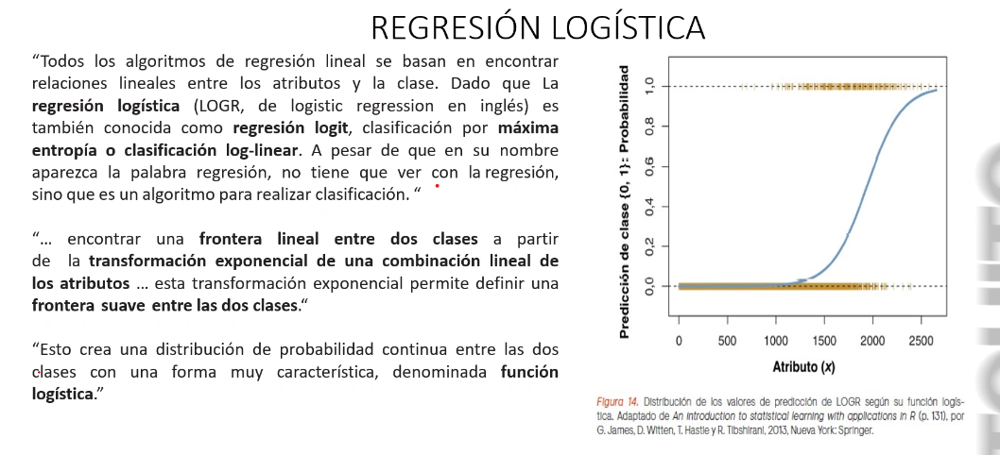 REGRESIÓN LOGÍSTICA
“Todos los algoritmos de regresión lineal se basan en encontrar
relaciones lineales entre los atributos y la clase. Dado que La
regresión logística (LOGR, de logistic regression en inglés) es
también conocida como regresión logit, clasificación por máxima
entropía o clasificación log-linear. A pesar de que en su nombre
aparezca la palabra regresión, no tiene que ver con la regresión,
sino que es un algoritmo para realizar clasificación. “
“... encontrar una frontera lineal entre dos clases a partir
de la transformación exponencial de una combinación lineal de
los atributos ... esta transformación exponencial permite definir una
frontera suave entre las dos clases.“
“Esto crea una distribución de probabilidad continua entre las dos
clases con una forma muy característica, denominada función
logística.”
Predicción de clase {0, 1}: Probabilidad
1,0
0,8
0,6
0,4
0,2
0,0
0 500 1000 1500 2000 2500
Atributo (x)
Figura 14. Distribución de los valores de predicción de LOGR según su función logís-
tica. Adaptado de An introduction to statistical learning with applications in R (p. 131), por
G. James, D. Witten, T. Hastie y R. Tibshirani, 2013, Nueva York: Springer.